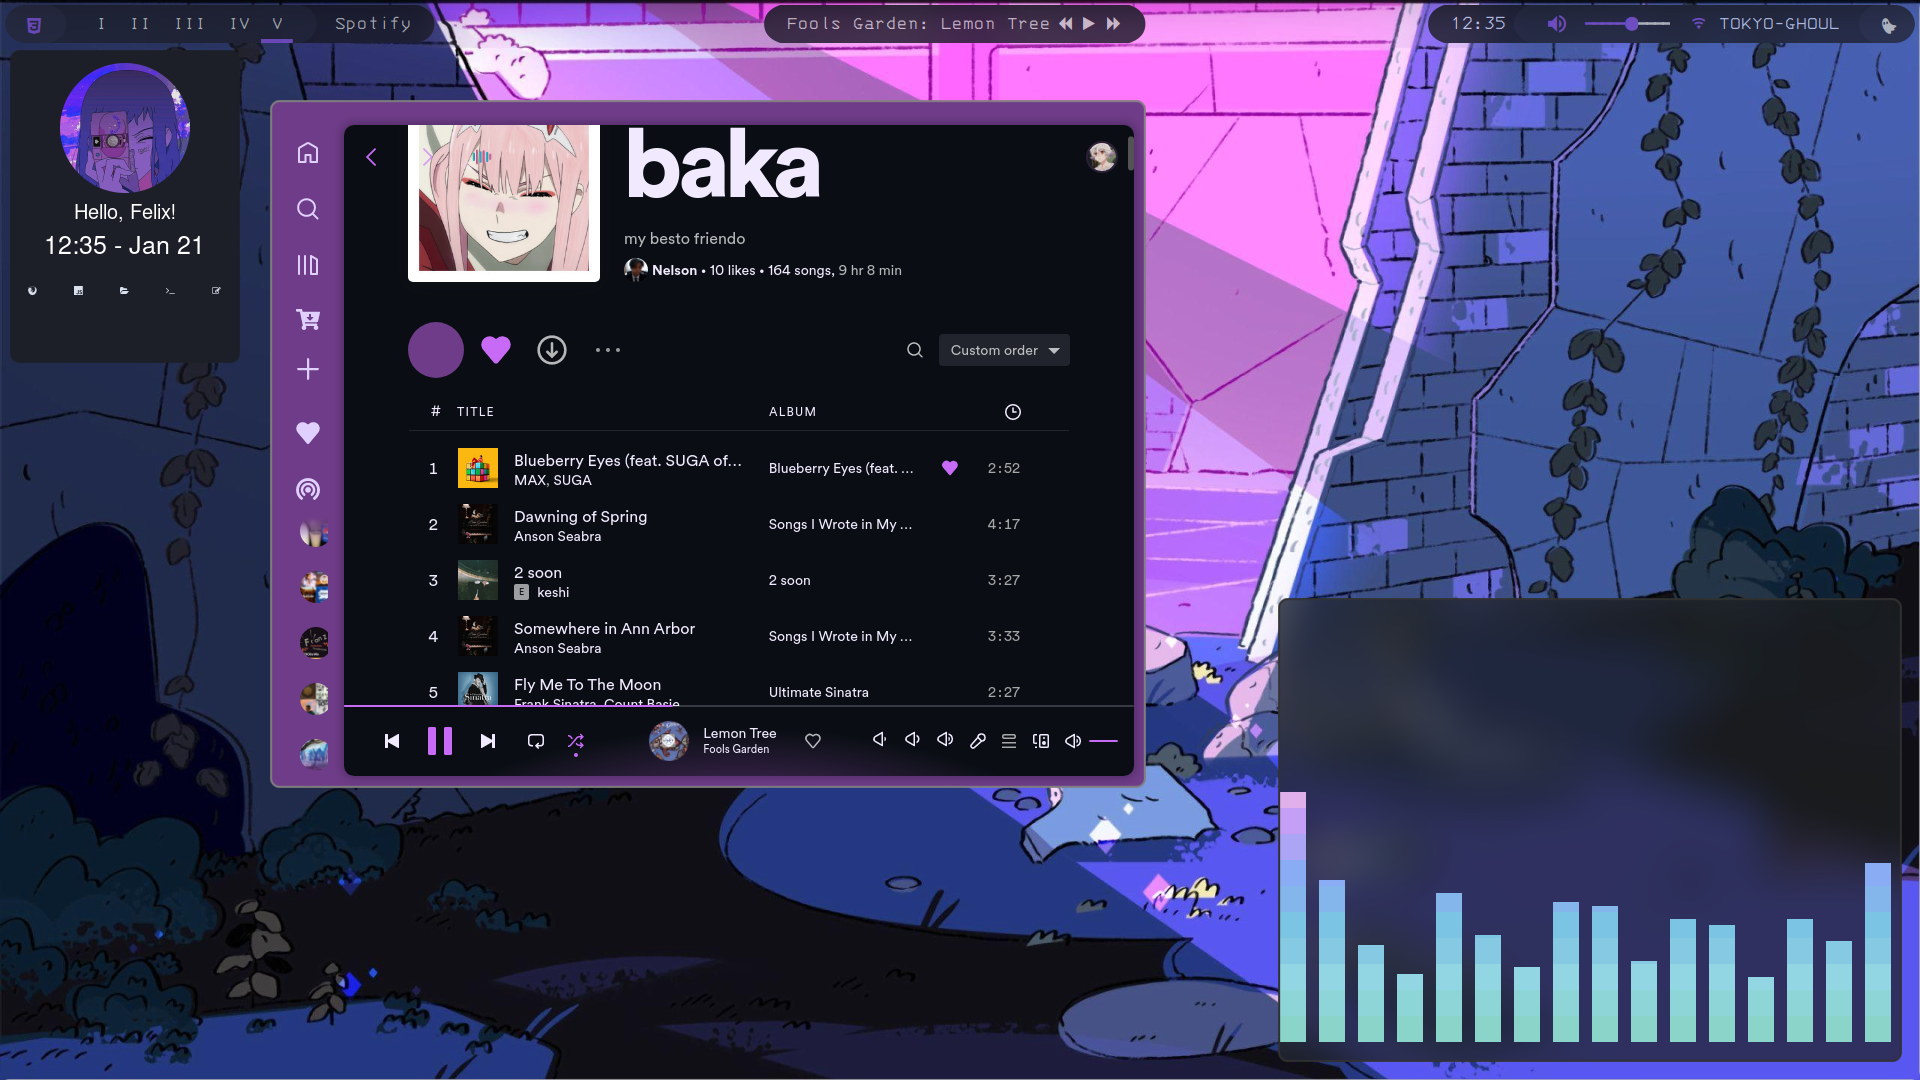 I II III IV V Spotify
Fools Garden: Lemon Tree
12:35
TOKYO-GHOUL
Hello, Felix!
12:35 - Jan 21
baka
my besto friendo
Nelson • 10 likes • 164 songs, 9 hr 8 min
Custom order
# TITLE ALBUM
1 Blueberry Eyes (feat. SUGA of... Blueberry Eyes (feat. ... 2:52
MAX, SUGA
2 Dawning of Spring Songs I Wrote in My ... 4:17
Anson Seabra
3 2 soon 2 soon 3:27
E keshi
4 Somewhere in Ann Arbor Songs I Wrote in My ... 3:33
Anson Seabra
5 Fly Me To The Moon Ultimate Sinatra 2:27
Frank Sinatra, Count Basie
Lemon Tree
Fools Garden